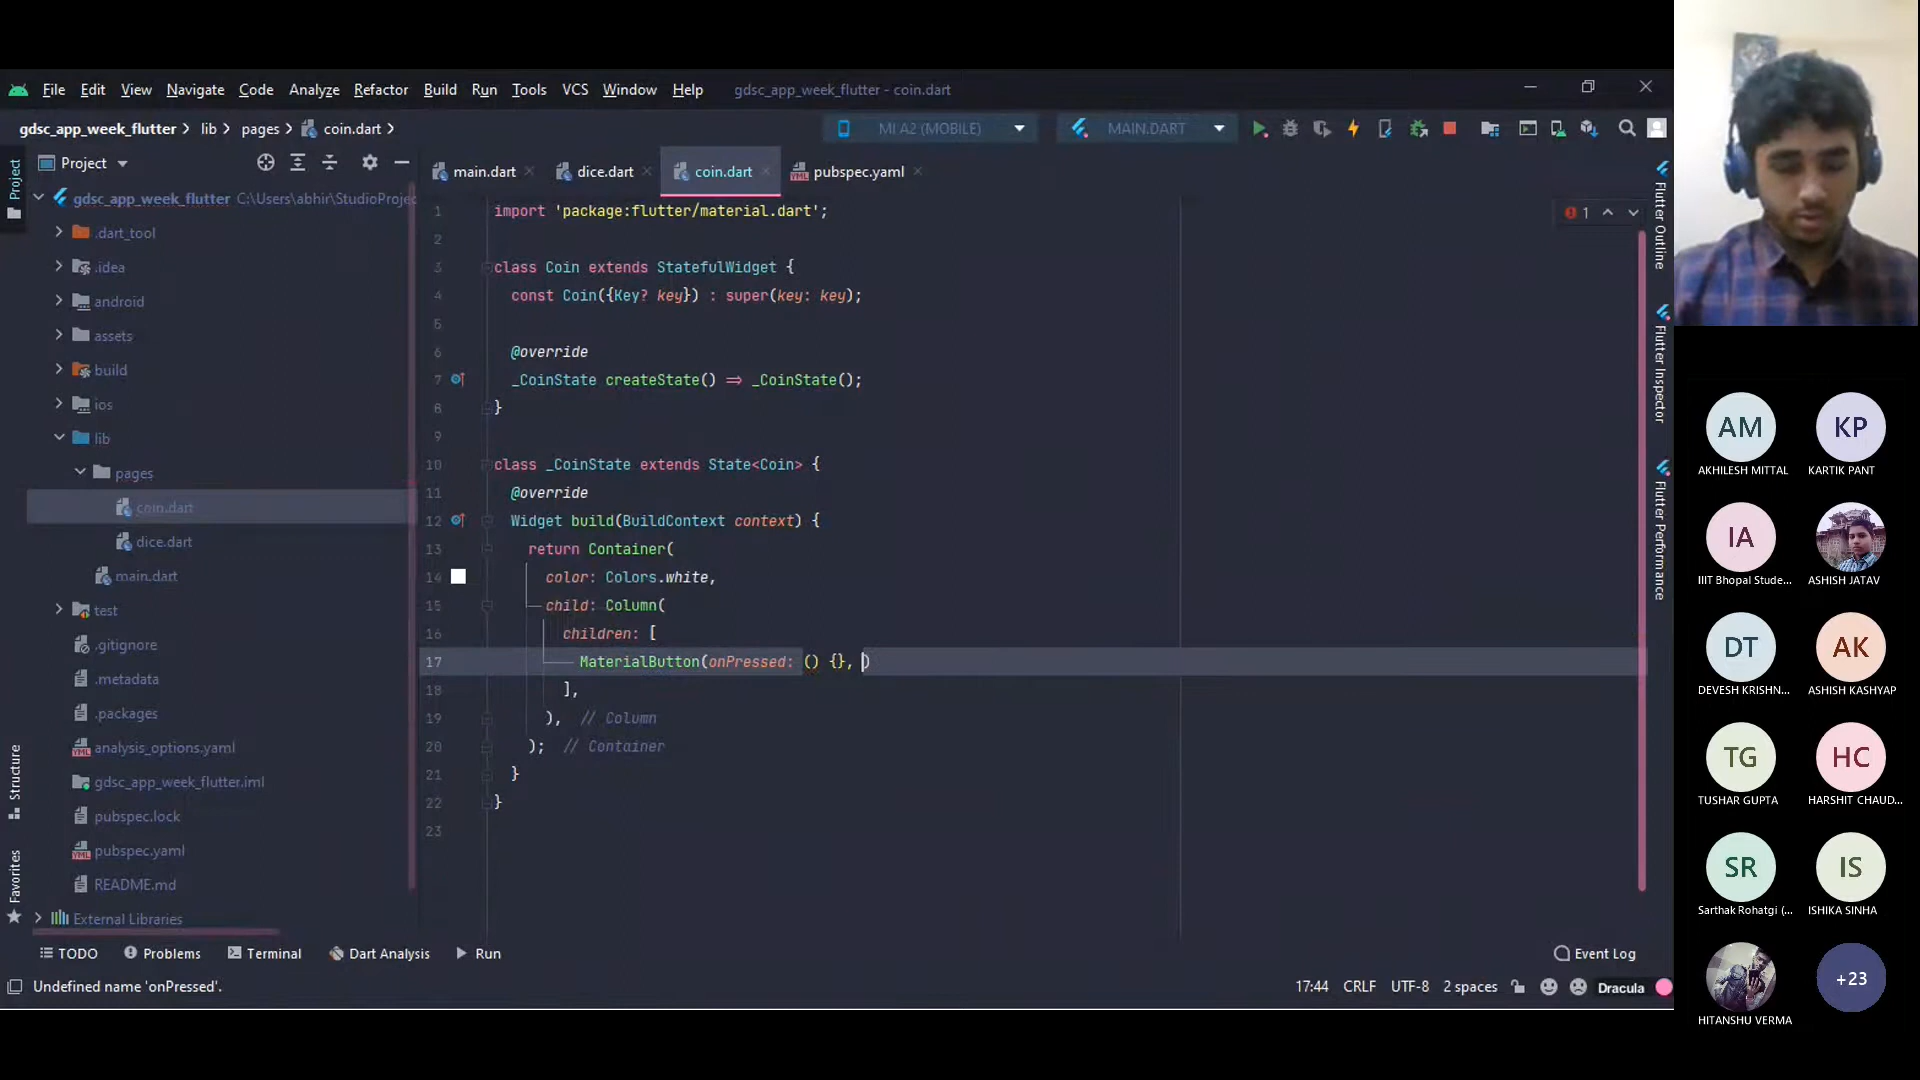 File Edit View Navigate Code Analyze Refactor Build Run Tools VCS Window Help gdsc_app_week_flutter - coin.dart
gdsc_app_week_flutter lib pages coin.dart
MI A2 (MOBILE) MAIN.DART
Project
Project
gdsc_app_week_flutter C:\Users\abhir\StudioProjec
.dart_tool
.idea
android
assets
build
ios
lib
pages
coin.dart
dice.dart
main.dart
test
.gitignore
.metadata
.packages
analysis_options.yaml
gdsc_app_week_flutter.iml
pubspec.lock
pubspec.yaml
README.md
External Libraries
Structure
Favorites
main.dart dice.dart coin.dart pubspec.yaml
1 import 'package:flutter/material.dart';
2
3 class Coin extends StatefulWidget {
4 const Coin({Key? key}) : super(key: key);
5
6 @override
7 _CoinState createState() => _CoinState();
8 }
9
10 class _CoinState extends State<Coin> {
11 @override
12 Widget build(BuildContext context) {
13 return Container(
14 color: Colors.white,
15 child: Column(
16 children: [
17 MaterialButton(onPressed: () {}, )
18 ],
19 ), // Column
20 ); // Container
21 }
22 }
23
1
Flutter Outline
Flutter Inspector
Flutter Performance
TODO Problems Terminal Dart Analysis Run Event Log
Undefined name 'onPressed'. 17:44 CRLF UTF-8 2 spaces Dracula
AM
AKHILESH MITTAL
KP
KARTIK PANT
IA
IIIT Bhopal Stude...
ASHISH JATAV
DT
DEVESH KRISHN...
AK
ASHISH KASHYAP
TG
TUSHAR GUPTA
HC
HARSHIT CHAUD...
SR
Sarthak Rohatgi (...
IS
ISHIKA SINHA
HITANSHU VERMA
+23